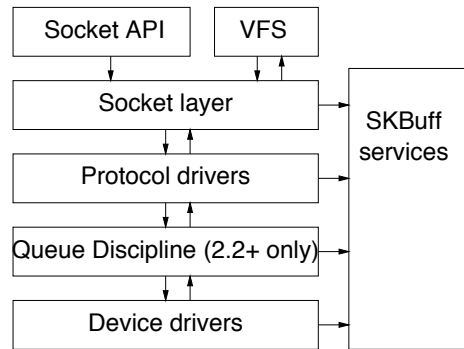 Socket API
VFS
Socket layer
SKBuff
services
Protocol drivers
Queue Discipline (2.2+ only)
Device drivers